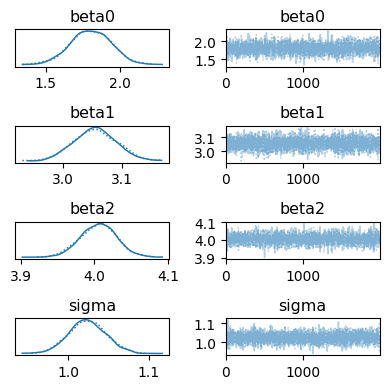 beta0 beta0
2.0
1.5
1.5 2.0 0 1000
beta1 beta1
3.1
3.0
3.0 3.1 0 1000
beta2 beta2
4.1
4.0
3.9
3.9 4.0 4.1 0 1000
sigma sigma
1.1
1.0
1.0 1.1 0 1000